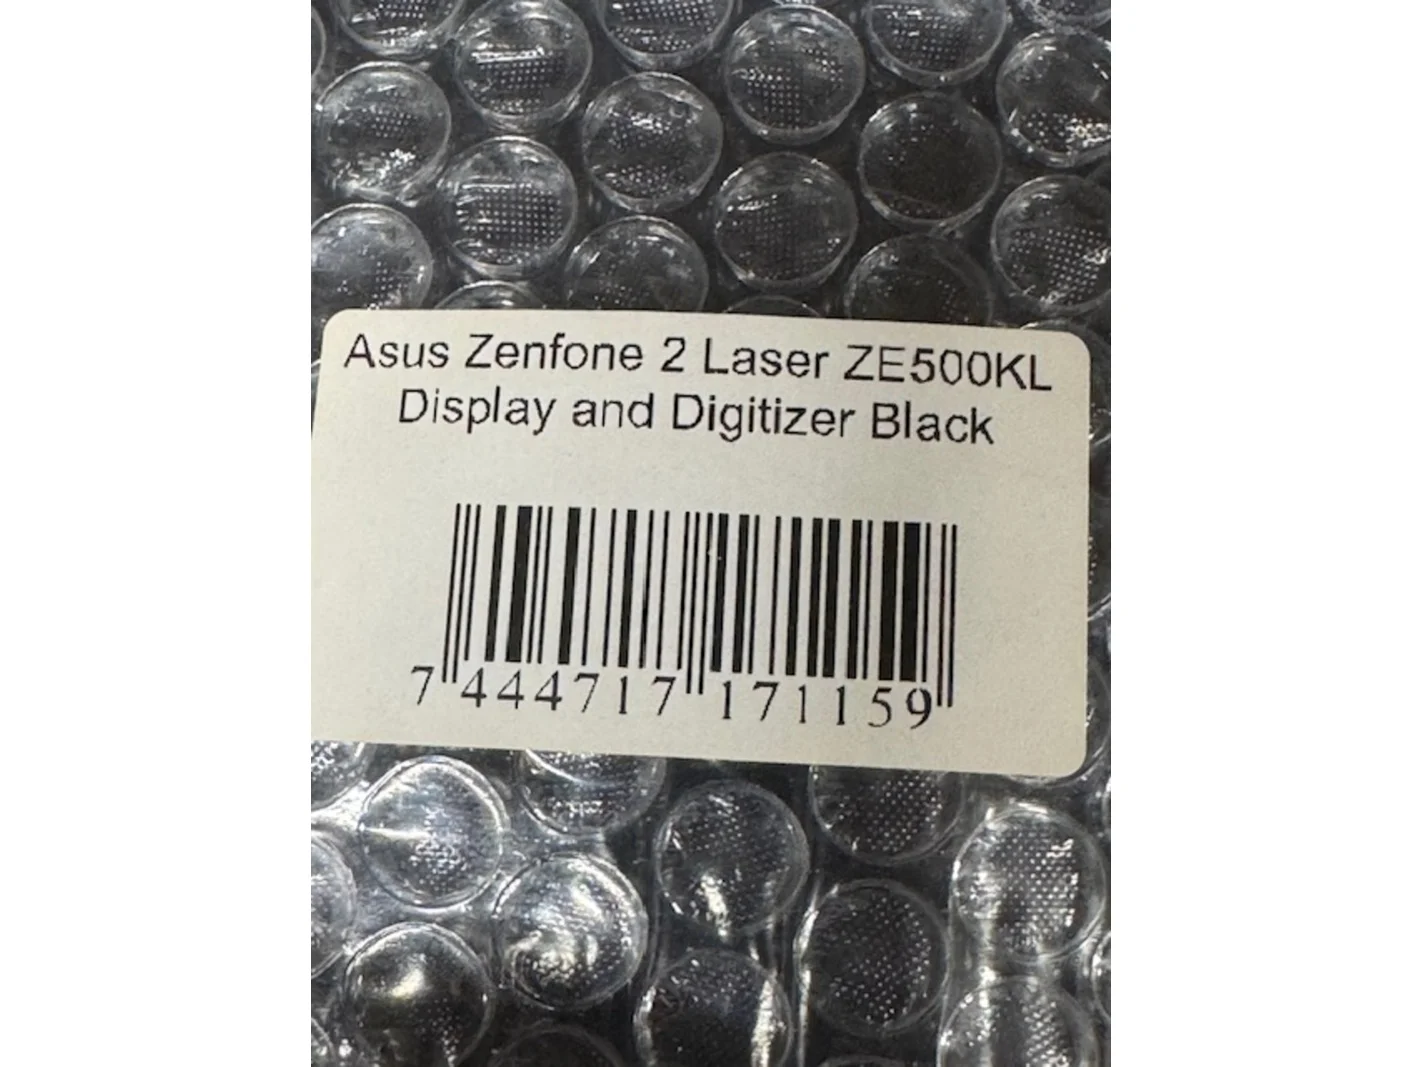 Asus Zenfone 2 Laser ZE500KL
Display and Digitizer Black
7 444717 171159